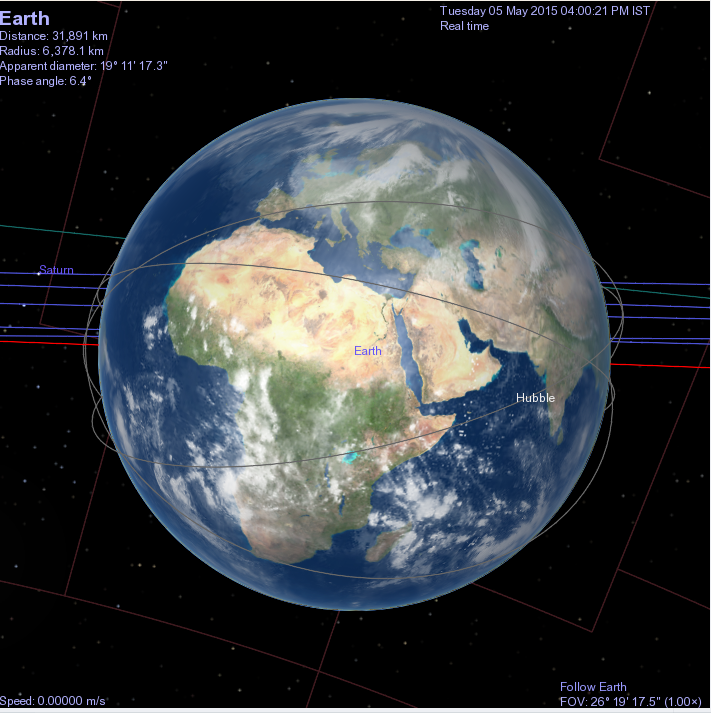 Earth
Distance: 31,891 km
Radius: 6,378.1 km
Apparent diameter: 19° 11' 17.3"
Phase angle: 6.4°
Tuesday 05 May 2015 04:00:21 PM IST
Real time
Saturn
Earth
Hubble
Speed: 0.00000 m/s
Follow Earth
FOV: 26° 19' 17.5" (1.00×)